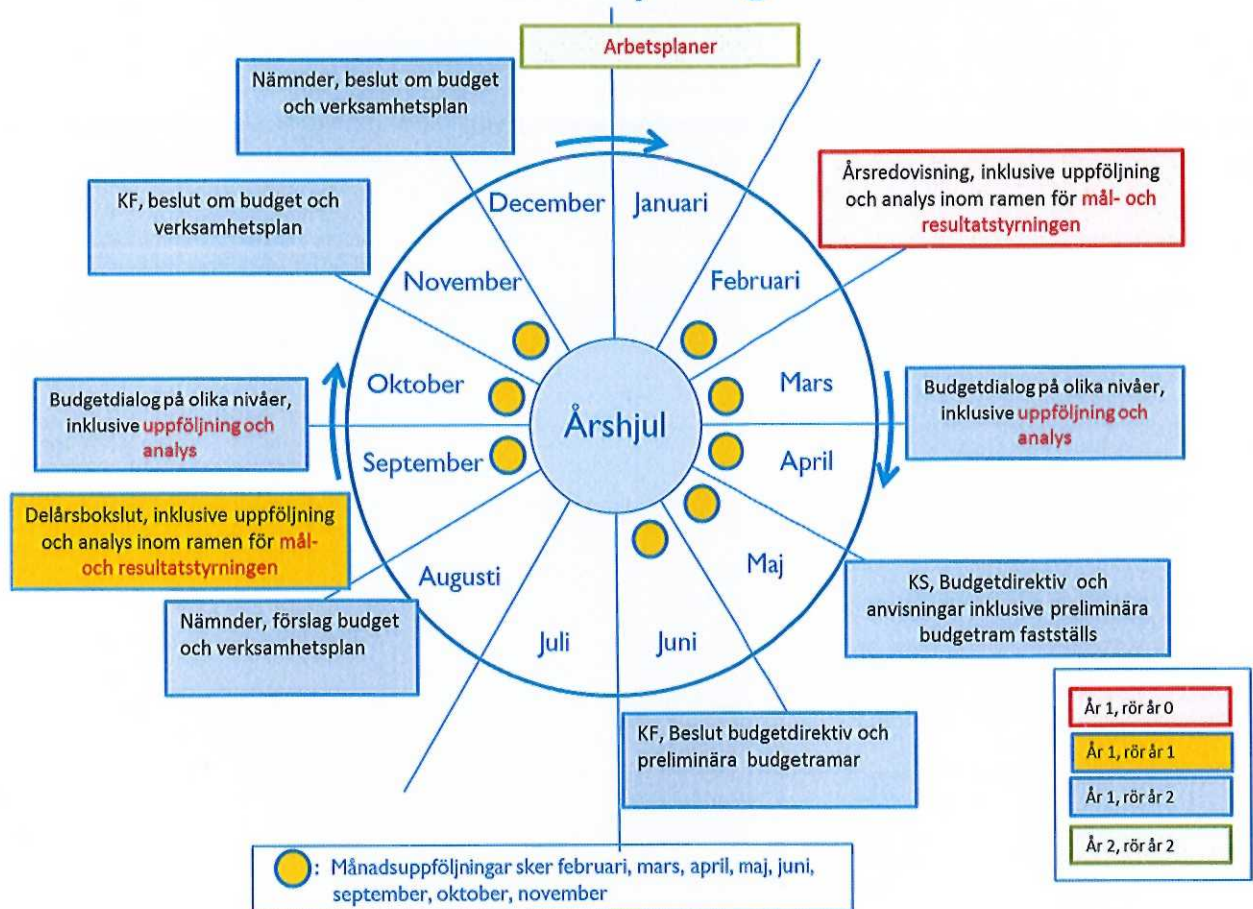 Arbetsplaner
Nämnder, beslut om budget
och verksamhetsplan
KF, beslut om budget och
verksamhetsplan
Årsredovisning, inklusive uppföljning
och analys inom ramen för mål- och
resultatstyrningen
December
Januari
November
Februari
Oktober
Mars
Årshjul
September
April
Augusti
Maj
Juli
Juni
Budgetdialog på olika nivåer,
inklusive uppföljning och
analys
Budgetdialog på olika nivåer,
inklusive uppföljning och
analys
Delårsbokslut, inklusive uppföljning
och analys inom ramen för mål-
och resultatstyrningen
Nämnder, förslag budget
och verksamhetsplan
KS, Budgetdirektiv och
anvisningar inklusive preliminära
budgetram fastställs
KF, Beslut budgetdirektiv och
preliminära budgetramar
År 1, rör år 0
År 1, rör år 1
År 1, rör år 2
År 2, rör år 2
: Månadsuppföljningar sker februari, mars, april, maj, juni,
september, oktober, november